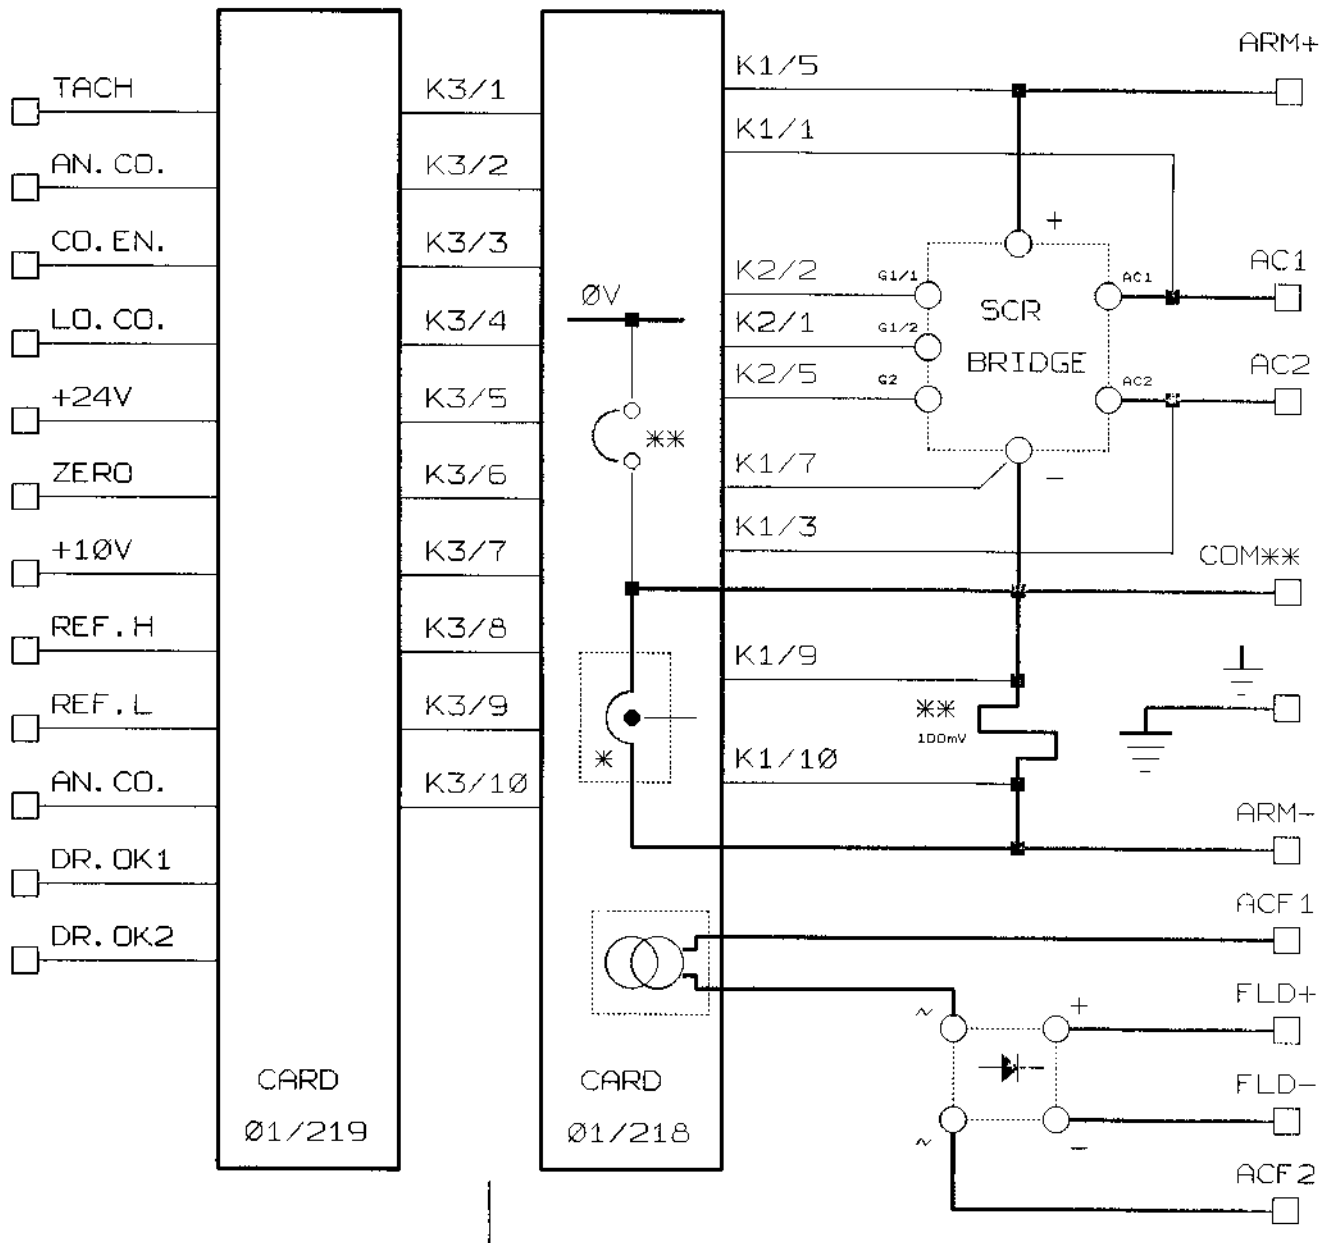 TACH
AN. CO.
CO. EN.
LO. CO.
+24V
ZERO
+10V
REF. H
REF. L
AN. CO.
DR. OK1
DR. OK2
CARD
Ø1/219
K3/1
K3/2
K3/3
K3/4
K3/5
K3/6
K3/7
K3/8
K3/9
K3/1Ø
ØV
**
*
CARD
Ø1/218
K1/5
K1/1
K2/2
K2/1
K2/5
K1/7
K1/3
K1/9
K1/1Ø
+
G1/1
G1/2
G2
SCR
BRIDGE
AC1
AC2
-
**
100mV
~
+
~
-
ARM+
AC1
AC2
COM**
ARM-
ACF1
FLD+
FLD-
ACF2